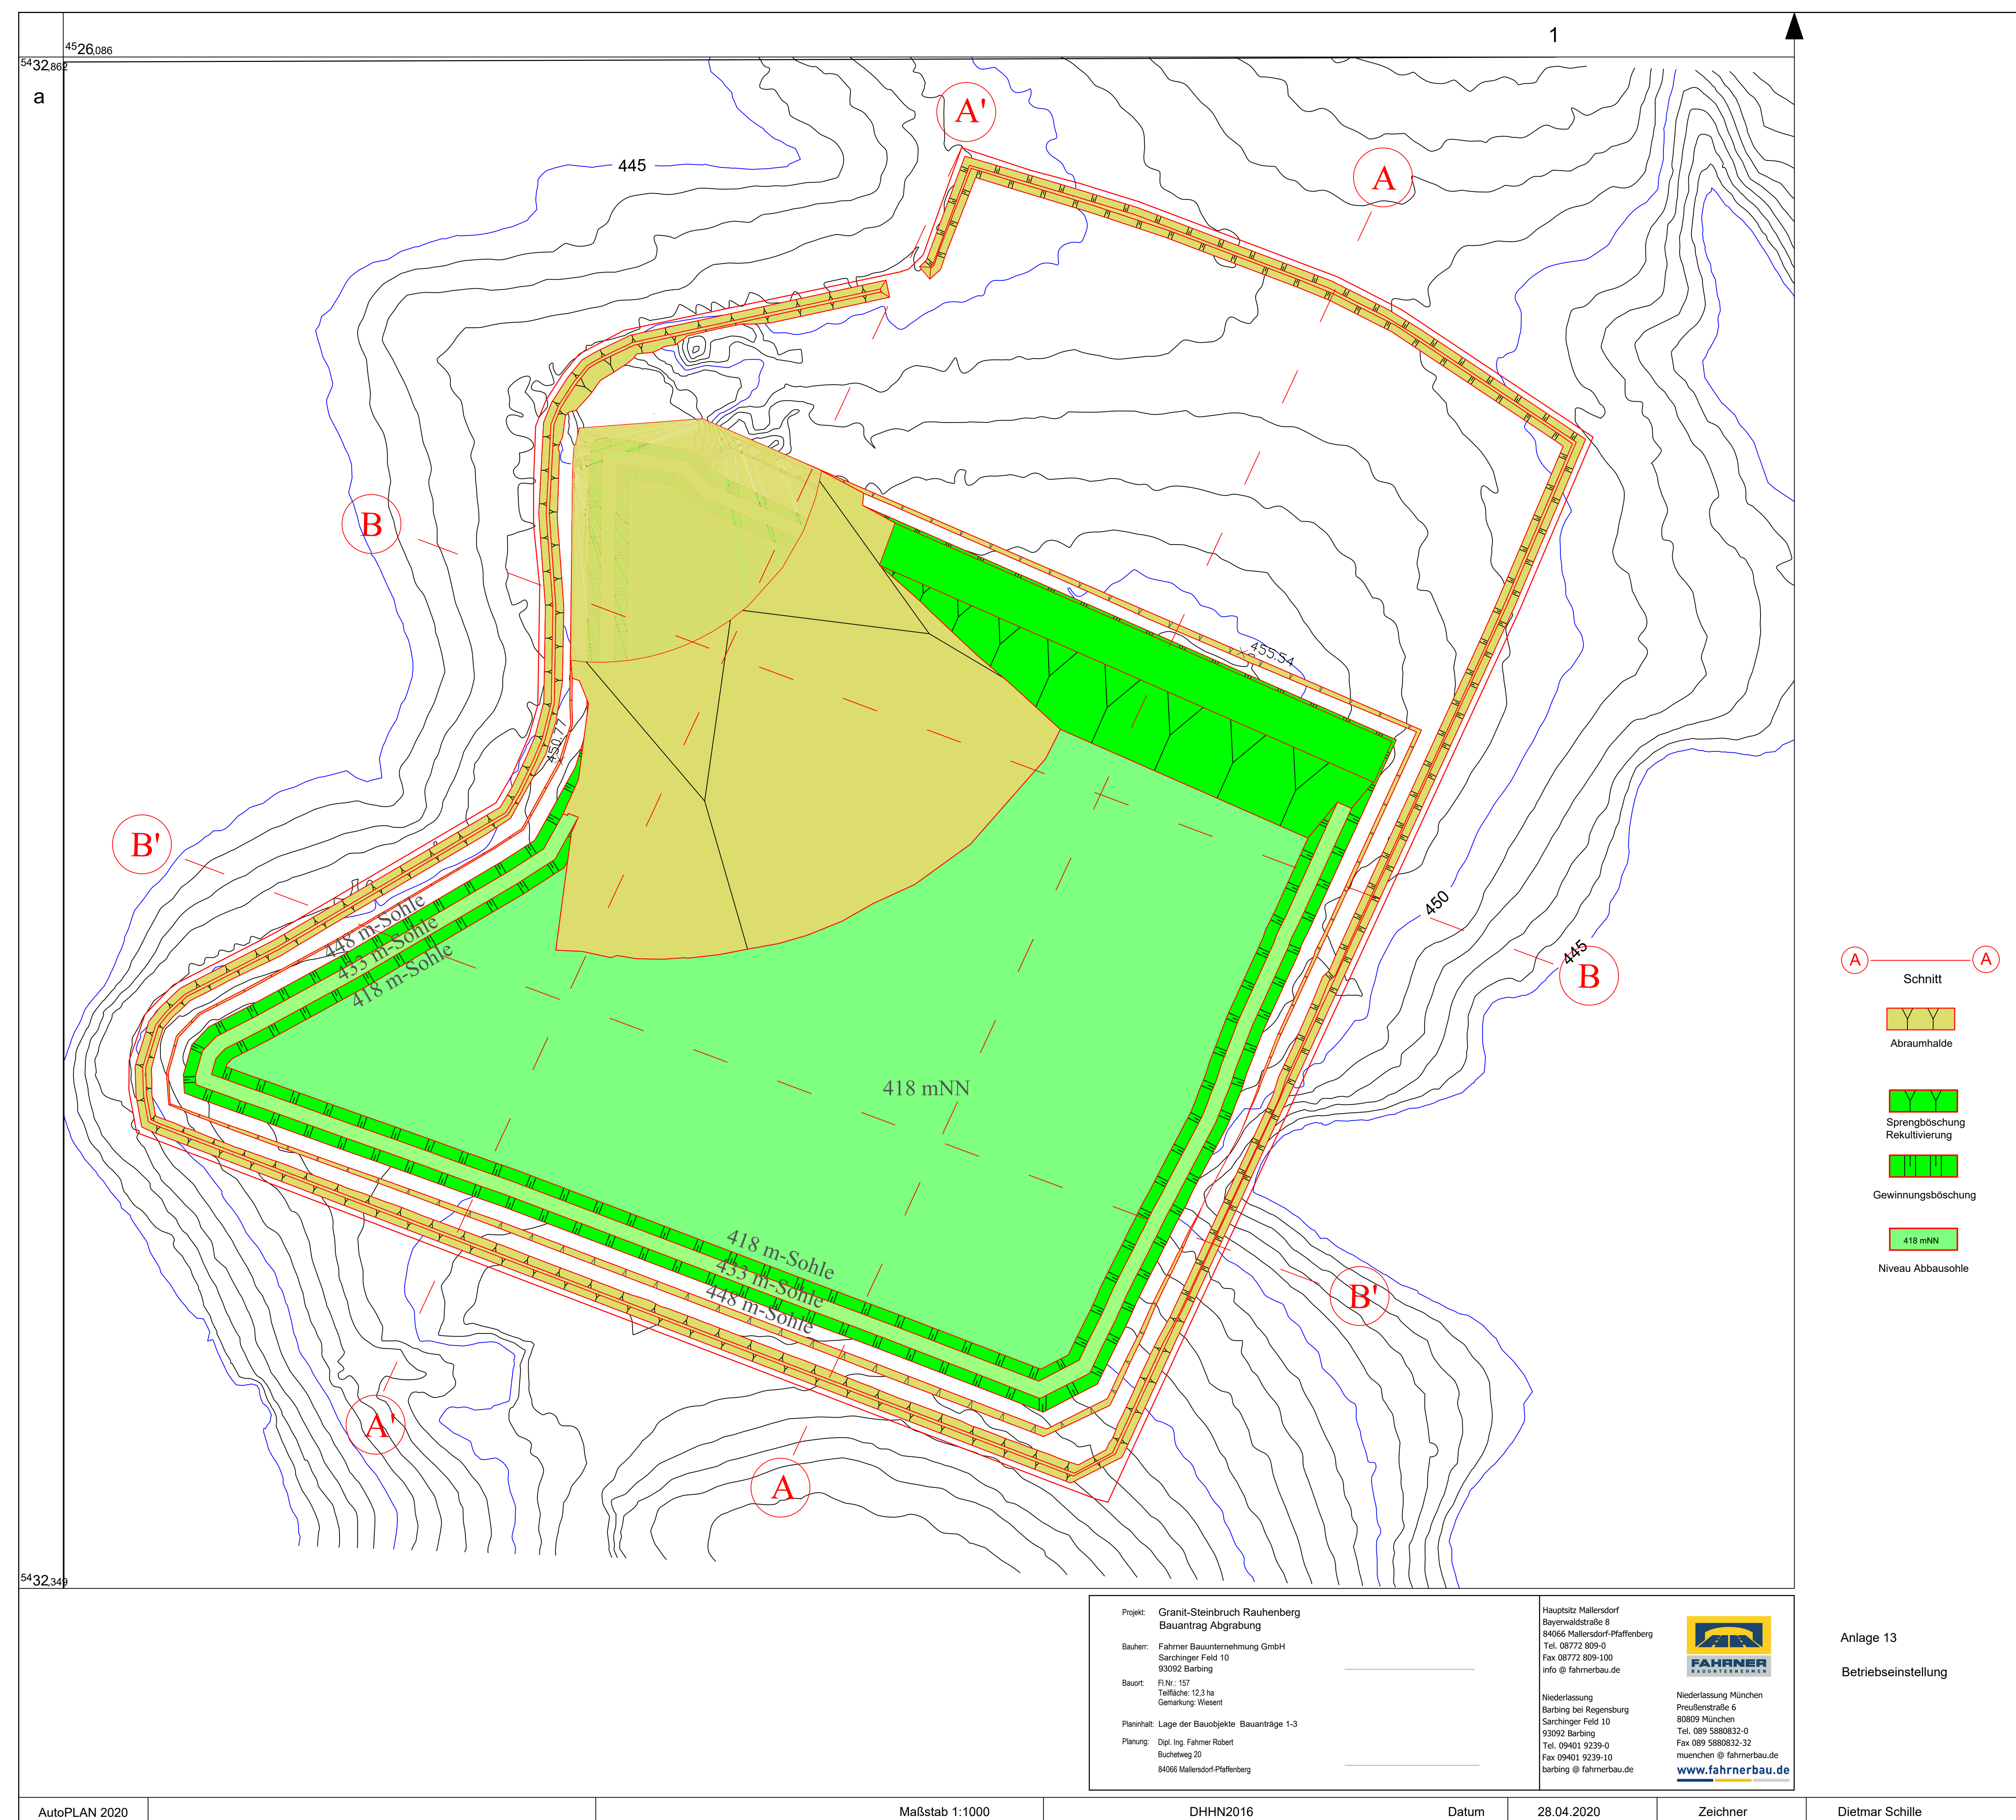 4526,086
1
5432,862
a
A'
445
A
B
455.54
450.77
B'
448 m-Sohle
433 m-Sohle
418 m-Sohle
450
445
B
418 mNN
418 m-Sohle
433 m-Sohle
448 m-Sohle
B'
A'
A
A A
Schnitt
Abraumhalde
Sprengböschung
Rekultivierung
Gewinnungsböschung
418 mNN
Niveau Abbausohle
5432,349
Projekt: Granit-Steinbruch Rauhenberg
Bauantrag Abgrabung
Bauherr: Fahrner Bauunternehmung GmbH
Sarchinger Feld 10
93092 Barbing
Bauort: Fl.Nr.: 157
Teilfläche: 12,3 ha
Gemarkung: Wiesent
Planinhalt: Lage der Bauobjekte Bauanträge 1-3
Planung: Dipl. Ing. Fahrner Robert
Buchetweg 20
84066 Mallersdorf-Pfaffenberg
Hauptsitz Mallersdorf
Bayerwaldstraße 8
84066 Mallersdorf-Pfaffenberg
Tel. 08772 809-0
Fax 08772 809-100
info @ fahrnerbau.de
Niederlassung
Barbing bei Regensburg
Sarchinger Feld 10
93092 Barbing
Tel. 09401 9239-0
Fax 09401 9239-10
barbing @ fahrnerbau.de
FAHRNER
BAUUNTERNEHMEN
Niederlassung München
Preußenstraße 6
80809 München
Tel. 089 5880832-0
Fax 089 5880832-32
muenchen @ fahrnerbau.de
www.fahrnerbau.de
Anlage 13
Betriebseinstellung
AutoPLAN 2020 Maßstab 1:1000 DHHN2016 Datum 28.04.2020 Zeichner Dietmar Schille